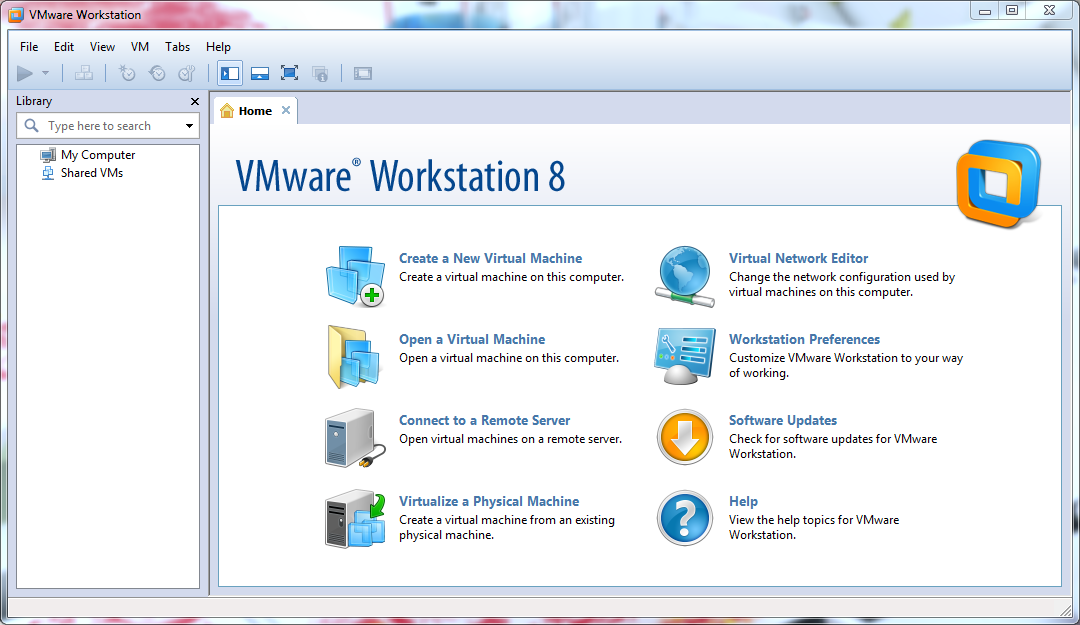 VMware Workstation
File Edit View VM Tabs Help
Library
Type here to search
My Computer
Shared VMs
Home
VMware® Workstation 8
Create a New Virtual Machine
Create a virtual machine on this computer.
Open a Virtual Machine
Open a virtual machine on this computer.
Connect to a Remote Server
Open virtual machines on a remote server.
Virtualize a Physical Machine
Create a virtual machine from an existing
physical machine.
Virtual Network Editor
Change the network configuration used by
virtual machines on this computer.
Workstation Preferences
Customize VMware Workstation to your way
of working.
Software Updates
Check for software updates for VMware
Workstation.
Help
View the help topics for VMware
Workstation.